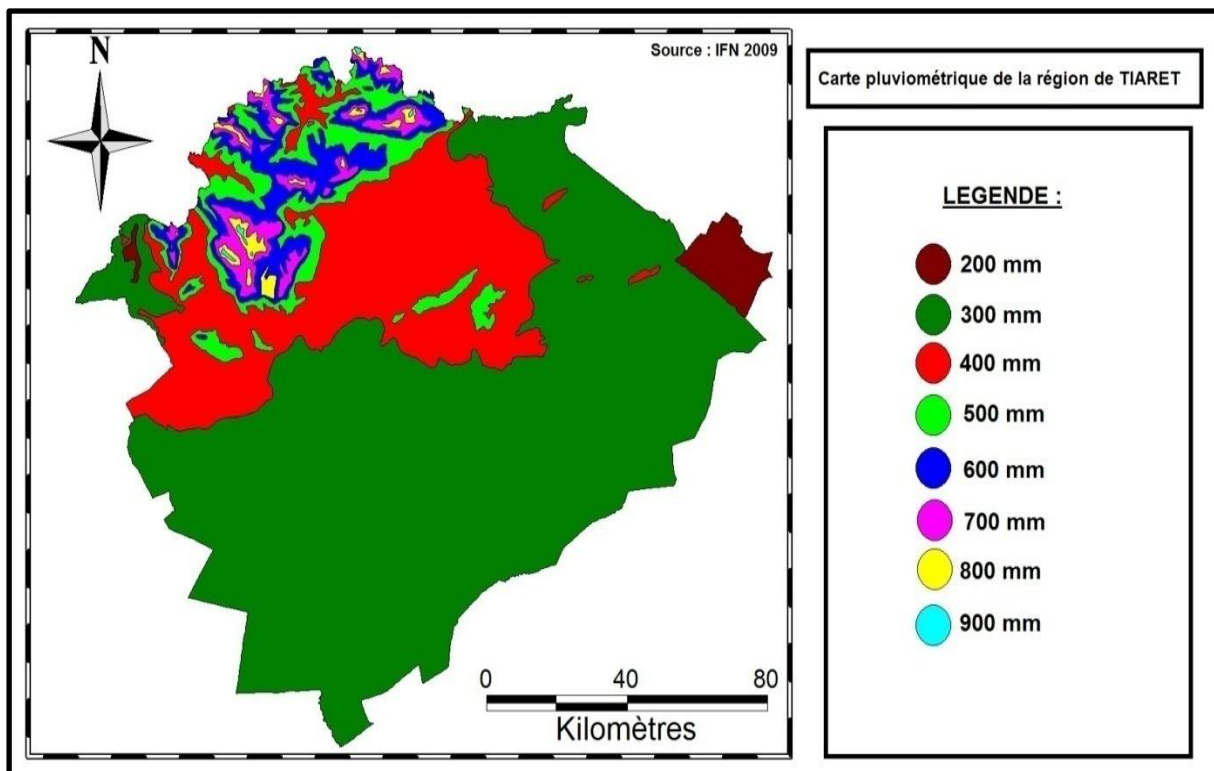 N
Source : IFN 2009
0 40 80
Kilomètres
Carte pluviométrique de la région de TIARET
LEGENDE :
200 mm
300 mm
400 mm
500 mm
600 mm
700 mm
800 mm
900 mm